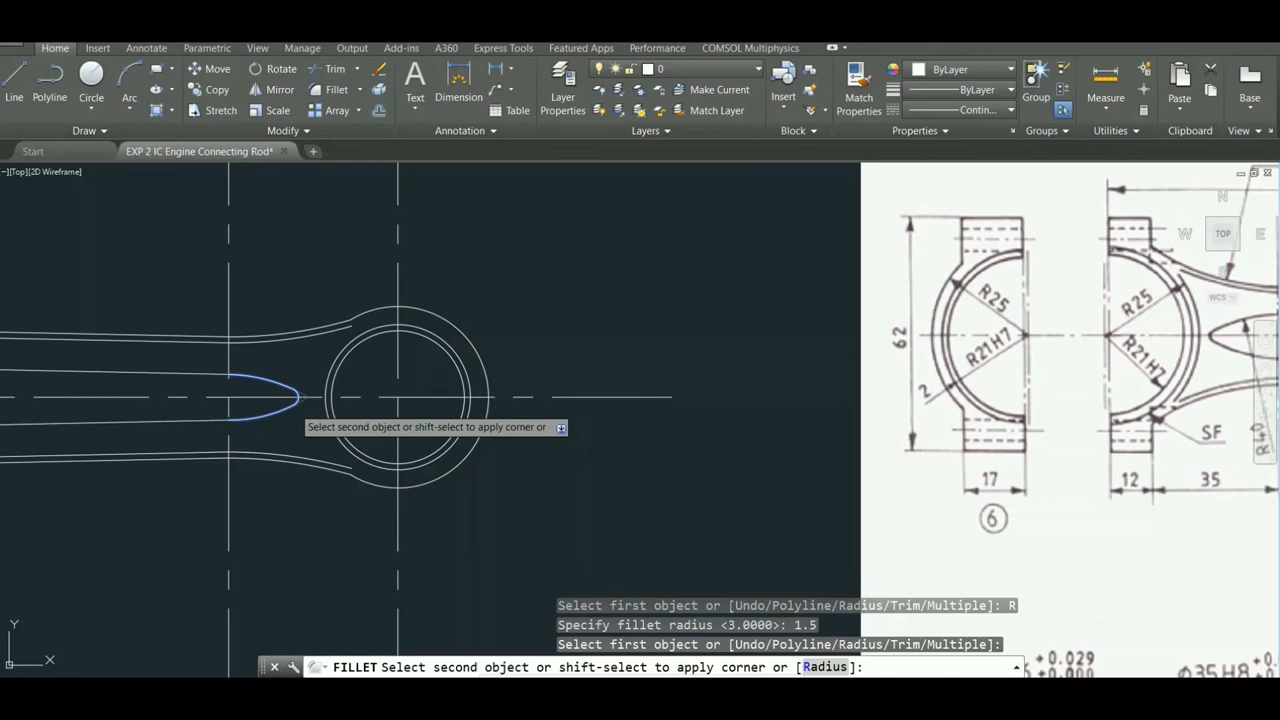 Home Insert Annotate Parametric View Manage Output Add-ins A360 Express Tools Featured Apps Performance COMSOL Multiphysics
Move Rotate Trim 0 ByLayer
Copy Mirror Fillet Make Current ByLayer
Stretch Scale Array Table Match Layer Contin...
Line Polyline Circle Arc Text Dimension Layer Properties Insert Match Properties Group Measure Paste Base
Draw Modify Annotation Layers Block Properties Groups Utilities Clipboard View
Start EXP 2 IC Engine Connecting Rod*
[Top][2D Wireframe]
N
W TOP E
WCS
R25 R25
62
R21H7 R21H7
2
SF
17 12 35
6
Select second object or shift-select to apply corner or
Select first object or [Undo/Polyline/Radius/Trim/Multiple]: R
Specify fillet radius <3.0000>: 1.5
Select first object or [Undo/Polyline/Radius/Trim/Multiple]:
FILLET Select second object or shift-select to apply corner or [Radius]:
Y
X
+0.029
+0.000
ϕ35H8